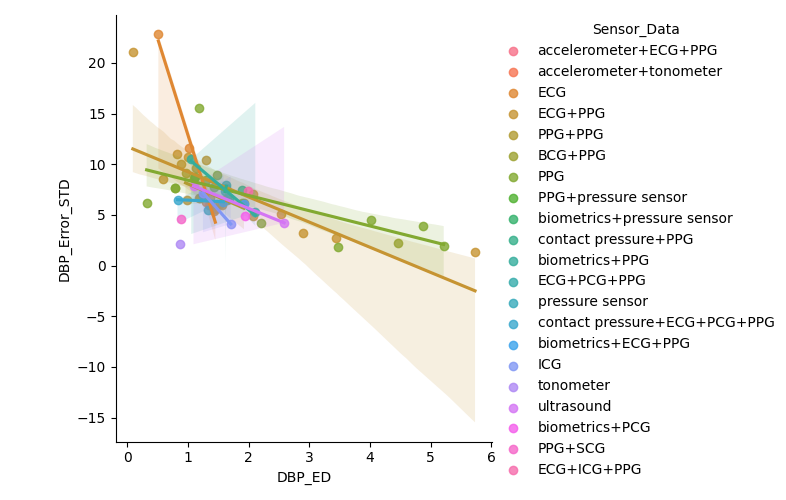 Sensor_Data
accelerometer+ECG+PPG
accelerometer+tonometer
ECG
ECG+PPG
PPG+PPG
BCG+PPG
PPG
PPG+pressure sensor
biometrics+pressure sensor
contact pressure+PPG
biometrics+PPG
ECG+PCG+PPG
pressure sensor
contact pressure+ECG+PCG+PPG
biometrics+ECG+PPG
ICG
tonometer
ultrasound
biometrics+PCG
PPG+SCG
ECG+ICG+PPG
DBP_Error_STD
20
15
10
5
0
−5
−10
−15
0 1 2 3 4 5 6
DBP_ED